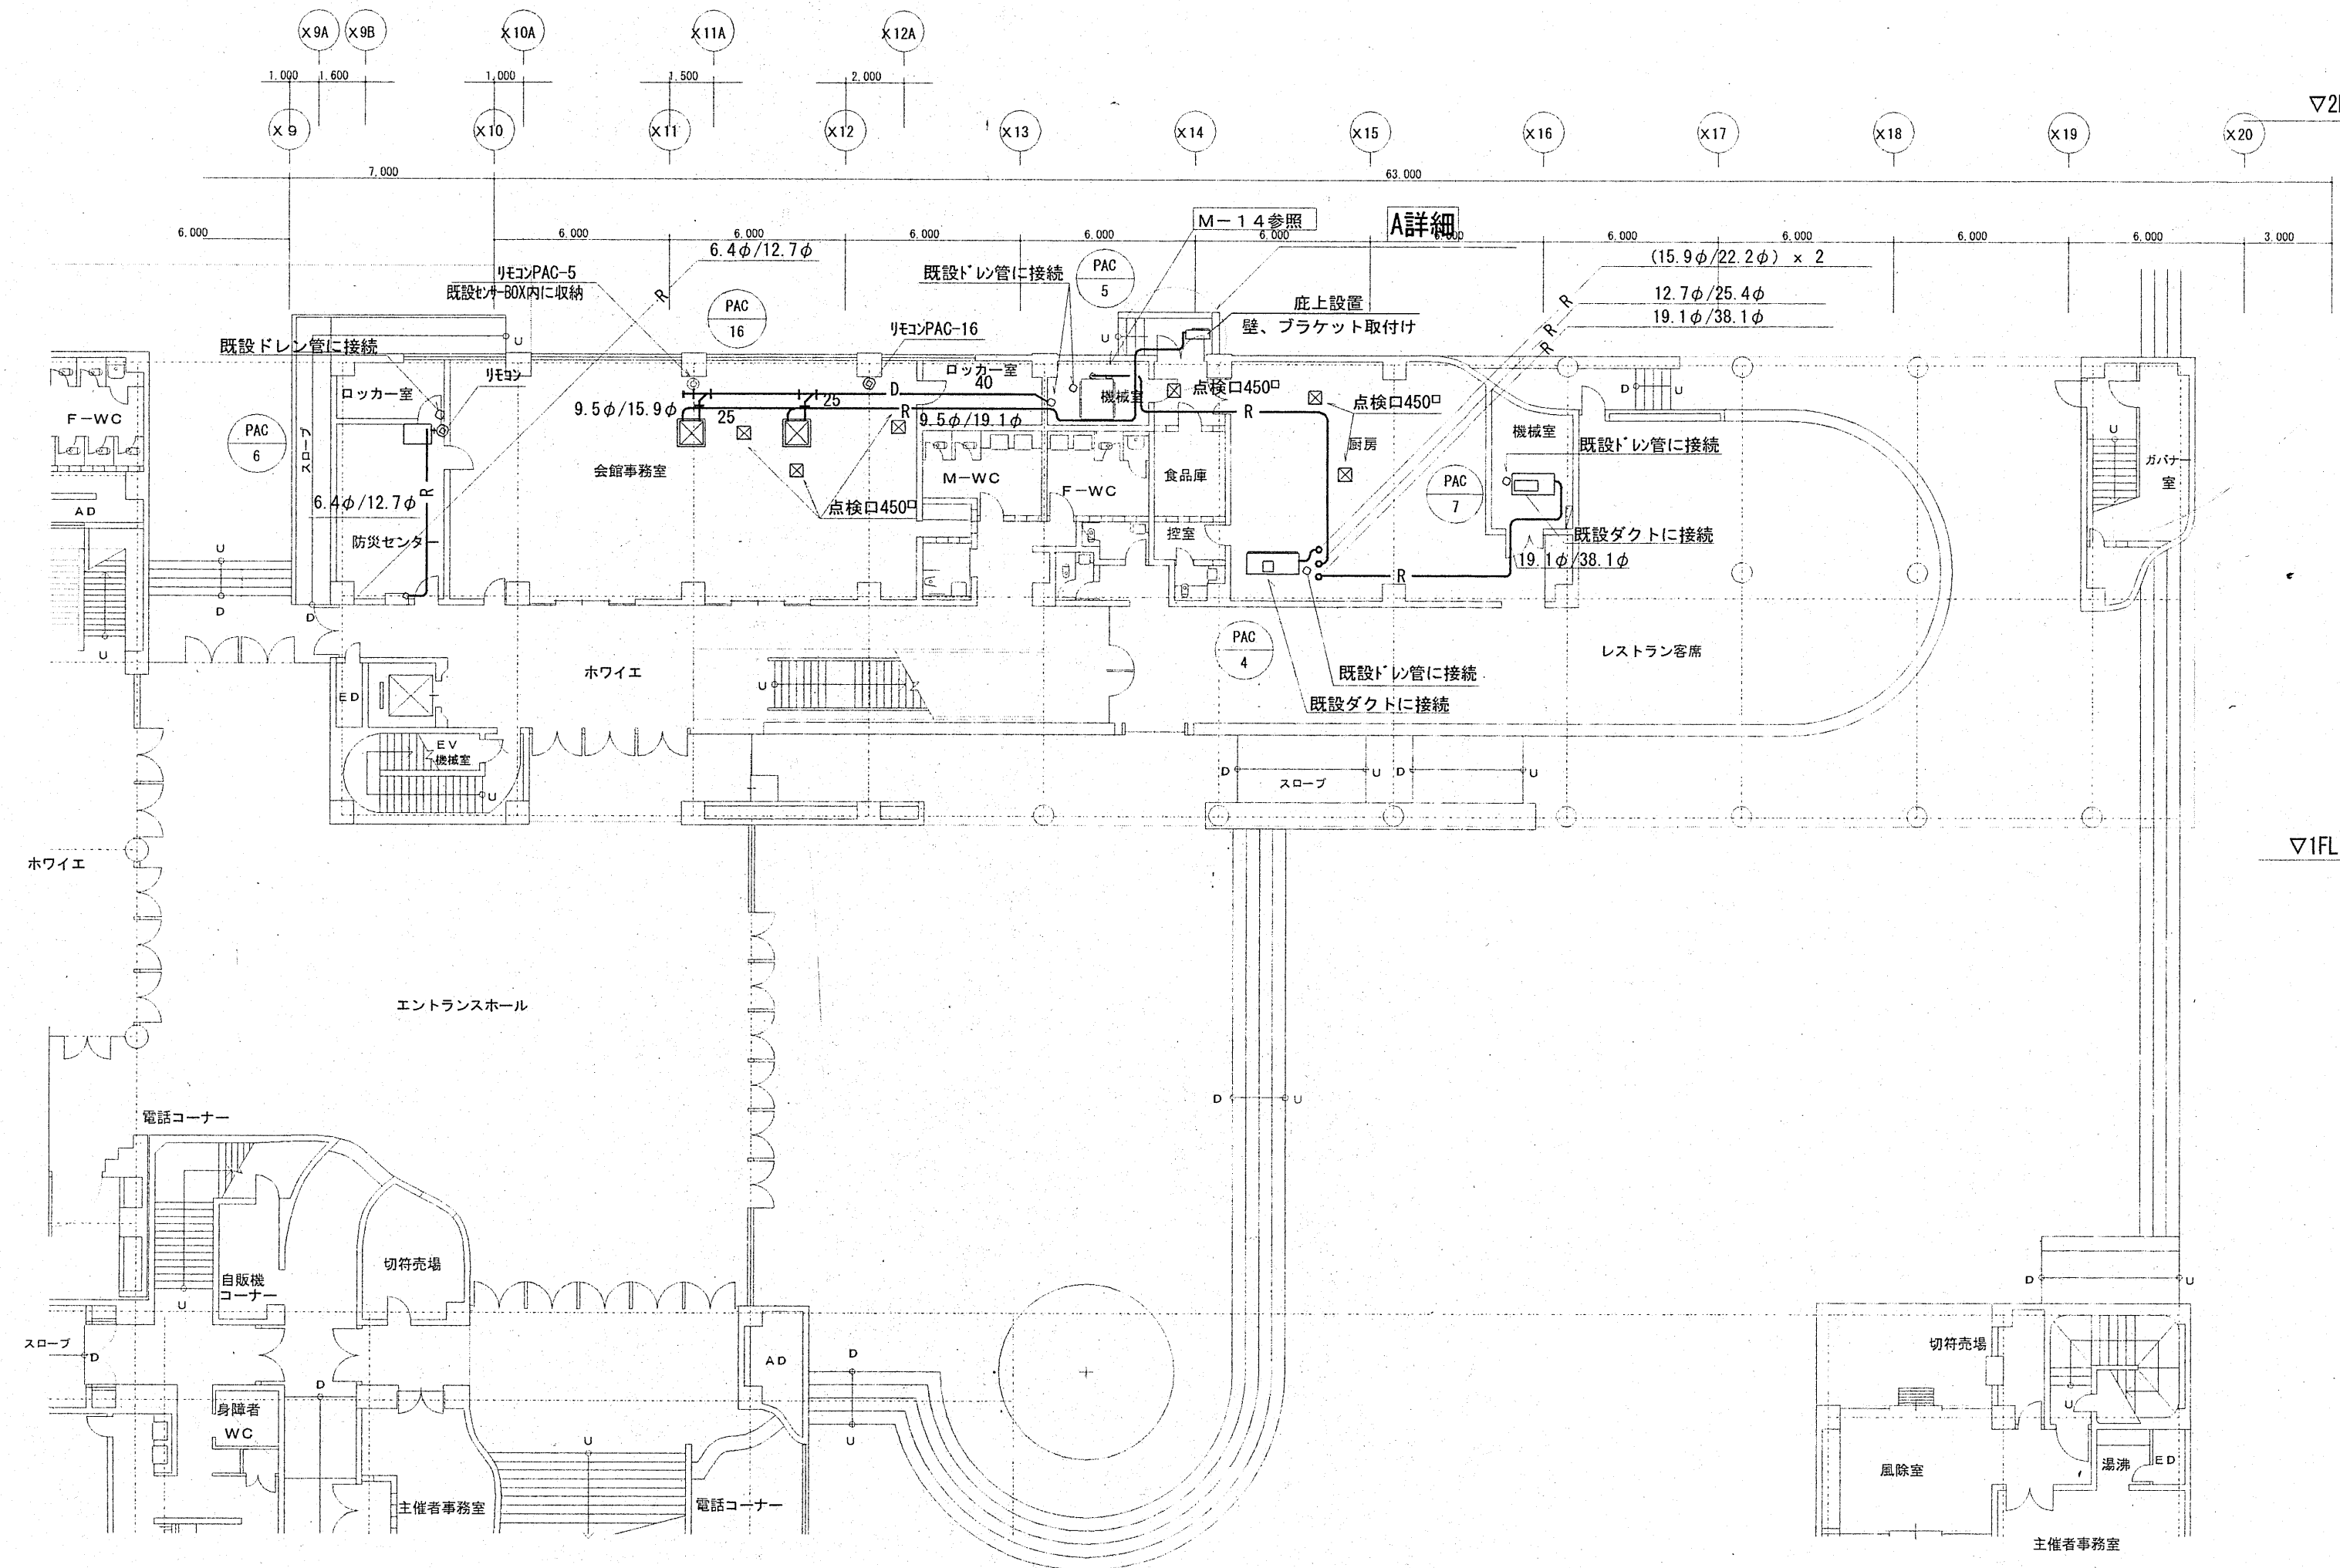 X9A X9B X10A X11A X12A
1,000 1,600 1,000 1,500 2,000
▽2
X9 X10 X11 X12 X13 X14 X15 X16 X17 X18 X19 X20
7,000 63.000
M－14参照 A詳細
6.000 6.000 6.000 6.000 6.000 6.000 6.000 6.000 6.000 6.000 3.000
6.4φ/12.7φ
(15.9φ/22.2φ) × 2
12.7φ/25.4φ
19.1φ/38.1φ
R R R R
リモコンPAC-5
既設センサーBOX内に収納
PAC
16
既設ドレン管に接続
PAC
5
庇上設置
壁、ブラケット取付け
リモコンPAC-16
既設ドレン管に接続
リモコン
U
U
ロッカー室
ロッカー室
40
機械室
点検口450□
点検口450□
D U
F－WC
PAC
6
9.5φ/15.9φ
25
25
D
R
9.5φ/19.1φ
R
厨房
機械室
既設ドレン管に接続
U
ガバナー
室
会館事務室
M－WC
F－WC
食品庫
PAC
7
6.4φ/12.7φ
R
点検口450□
AD
防災センター
控室
既設ダクトに接続
19.1φ/38.1φ
R
U
D
D
U
PAC
4
レストラン客席
ホワイエ
U
既設ドレン管に接続
既設ダクトに接続
ED
EV
機械室
U
D スロープ U D U
ホワイエ
▽1FL
エントランスホール
D U
電話コーナー
切符売場
自販機
コーナー
U
D U
スロープ
D
AD
D
U
切符売場
U
身障者
WC
D
U
風除室
湯沸
ED
主催者事務室
電話コーナー
主催者事務室